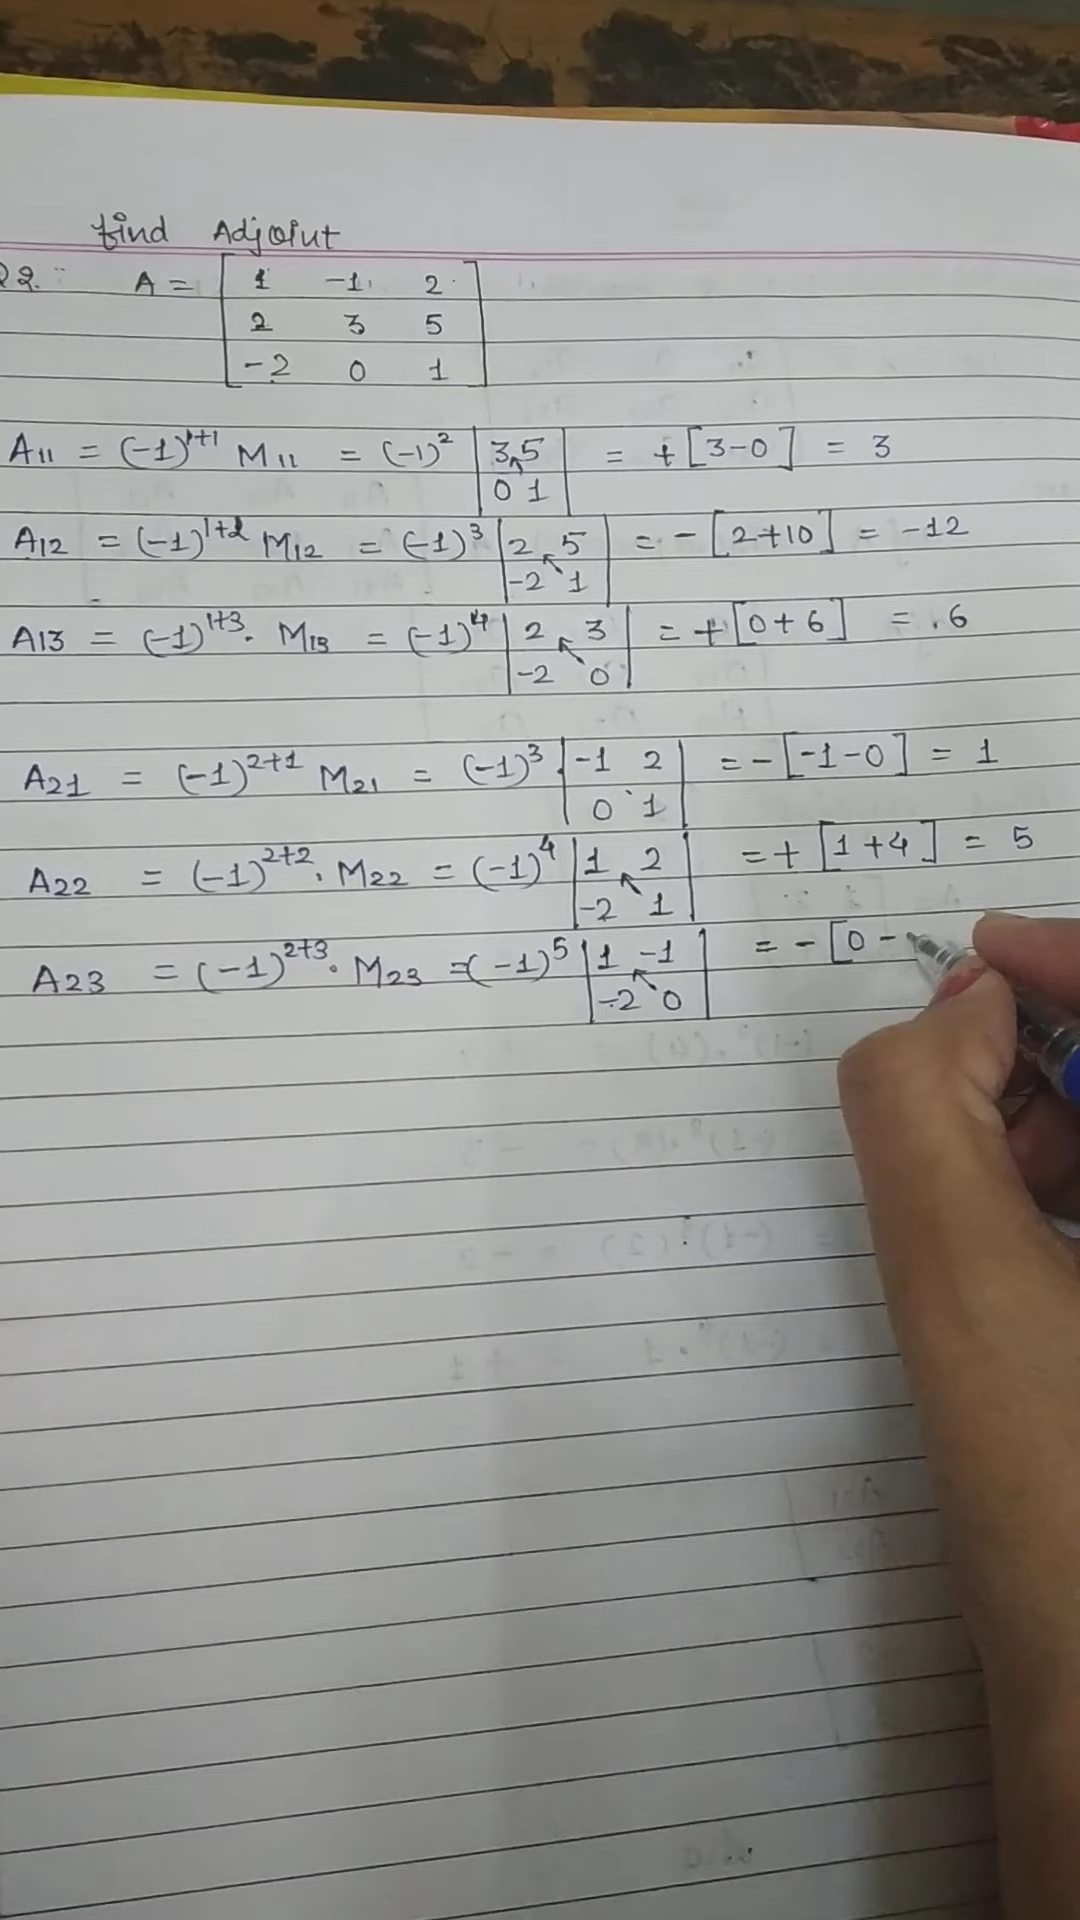 find Adjoint
Q2. A = [ 1 -1 2
2 3 5
-2 0 1 ]
A11 = (-1)^1+1 M11 = (-1)^2 | 3 5 | = + [3-0] = 3
0 1
A12 = (-1)^1+2 M12 = (-1)^3 | 2 5 | = - [2+10] = -12
-2 1
A13 = (-1)^1+3 . M13 = (-1)^4 | 2 3 | = + [0+6] = 6
-2 0
A21 = (-1)^2+1 M21 = (-1)^3 . | -1 2 | = - [-1-0] = 1
0 1
A22 = (-1)^2+2 . M22 = (-1)^4 | 1 2 | = + [1+4] = 5
-2 1
A23 = (-1)^2+3 . M23 = (-1)^5 | 1 -1 | = - [0 -
-2 0